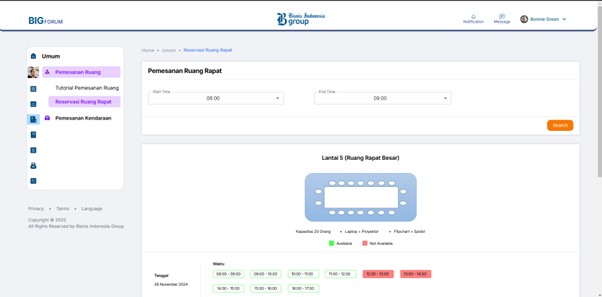 BIGFORUM
Bisnis Indonesia
group
Notification
Message
Bonnie Green
Umum
Pemesanan Ruang
Tutorial Pemesanan Ruang
Reservasi Ruang Rapat
Pemesanan Kendaraan
Privacy • Terms • Language
Copyright © 2022
All Rights Reserved by Bisnis Indonesia Group
Home • Umum • Reservasi Ruang Rapat
Pemesanan Ruang Rapat
Start Time
08:00
End Time
09:00
Search
Lantai 5 (Ruang Rapat Besar)
Kapasitas 20 Orang • Laptop + Proyektor • Flipchart + Spidol
Available Not Available
Tanggal
28 November 2024
Waktu
08:00 - 09:00 09:00 - 10:00 10:00 - 11:00 11:00 - 12:00 12:00 - 13:00 13:00 - 14:00
14:00 - 15:00 15:00 - 16:00 16:00 - 17:00